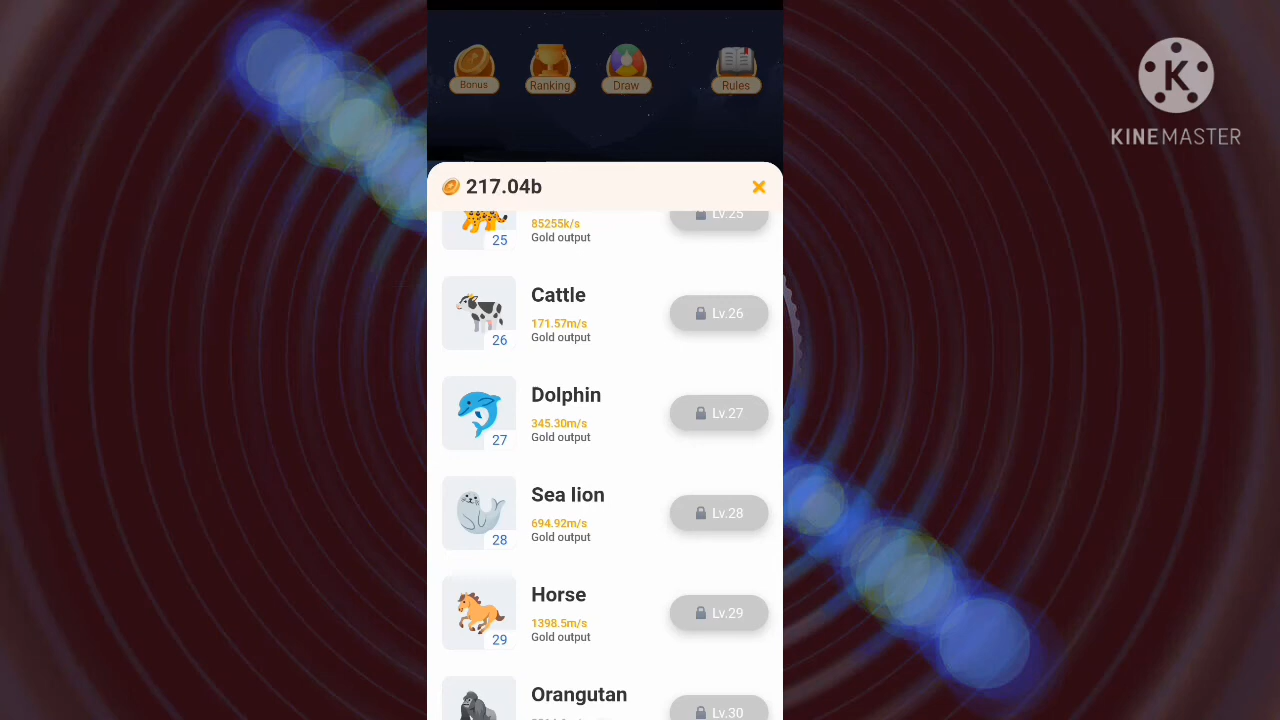 Bonus
Ranking
Draw
Rules
K
KINEMASTER
217.04b
85255k/s
Gold output
25
Lv.25
Cattle
171.57m/s
Gold output
26
Lv.26
Dolphin
345.30m/s
Gold output
27
Lv.27
Sea lion
694.92m/s
Gold output
28
Lv.28
Horse
1398.5m/s
Gold output
29
Lv.29
Orangutan
Lv.30